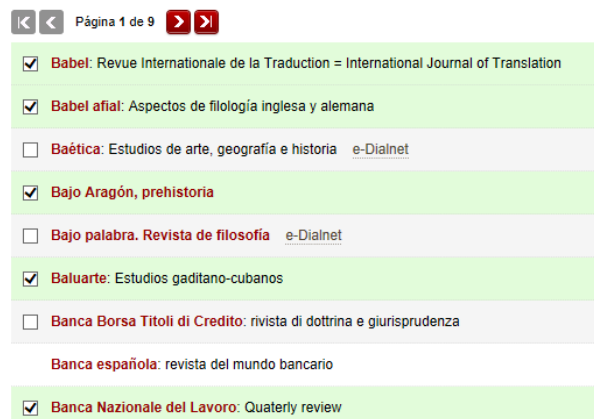 Página 1 de 9
Babel: Revue Internationale de la Traduction = International Journal of Translation
Babel afial: Aspectos de filología inglesa y alemana
Baética: Estudios de arte, geografía e historia e-Dialnet
Bajo Aragón, prehistoria
Bajo palabra. Revista de filosofía e-Dialnet
Baluarte: Estudios gaditano-cubanos
Banca Borsa Titoli di Credito: rivista di dottrina e giurisprudenza
Banca española: revista del mundo bancario
Banca Nazionale del Lavoro: Quaterly review